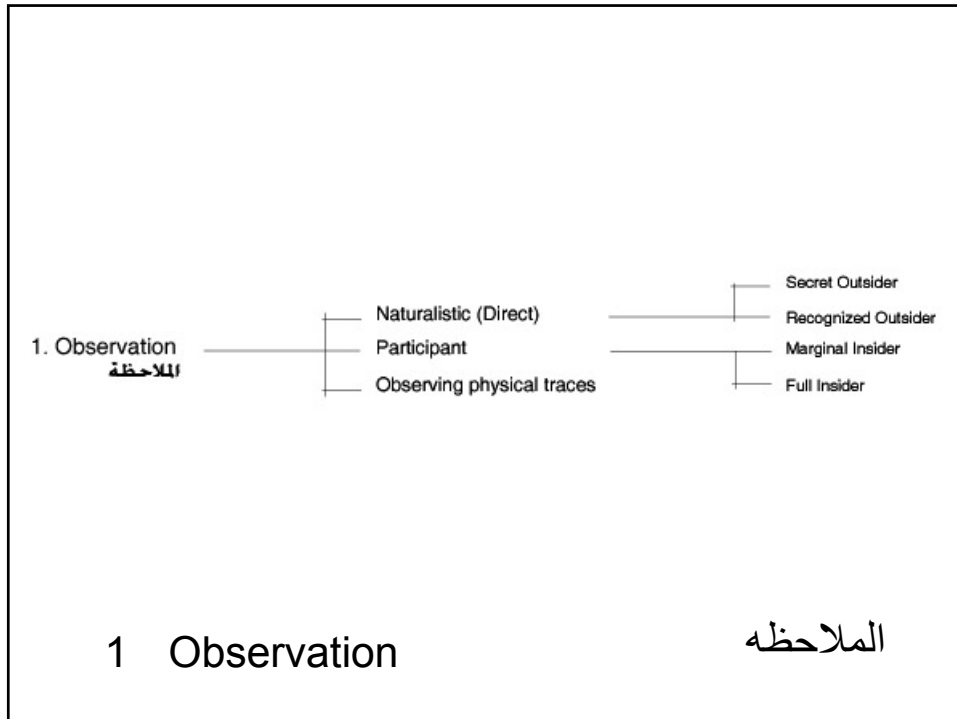 Secret Outsider
Naturalistic (Direct)
Recognized Outsider
1. Observation
Participant
Marginal Insider
الملاحظة
Observing physical traces
Full Insider
1 Observation الملاحظه